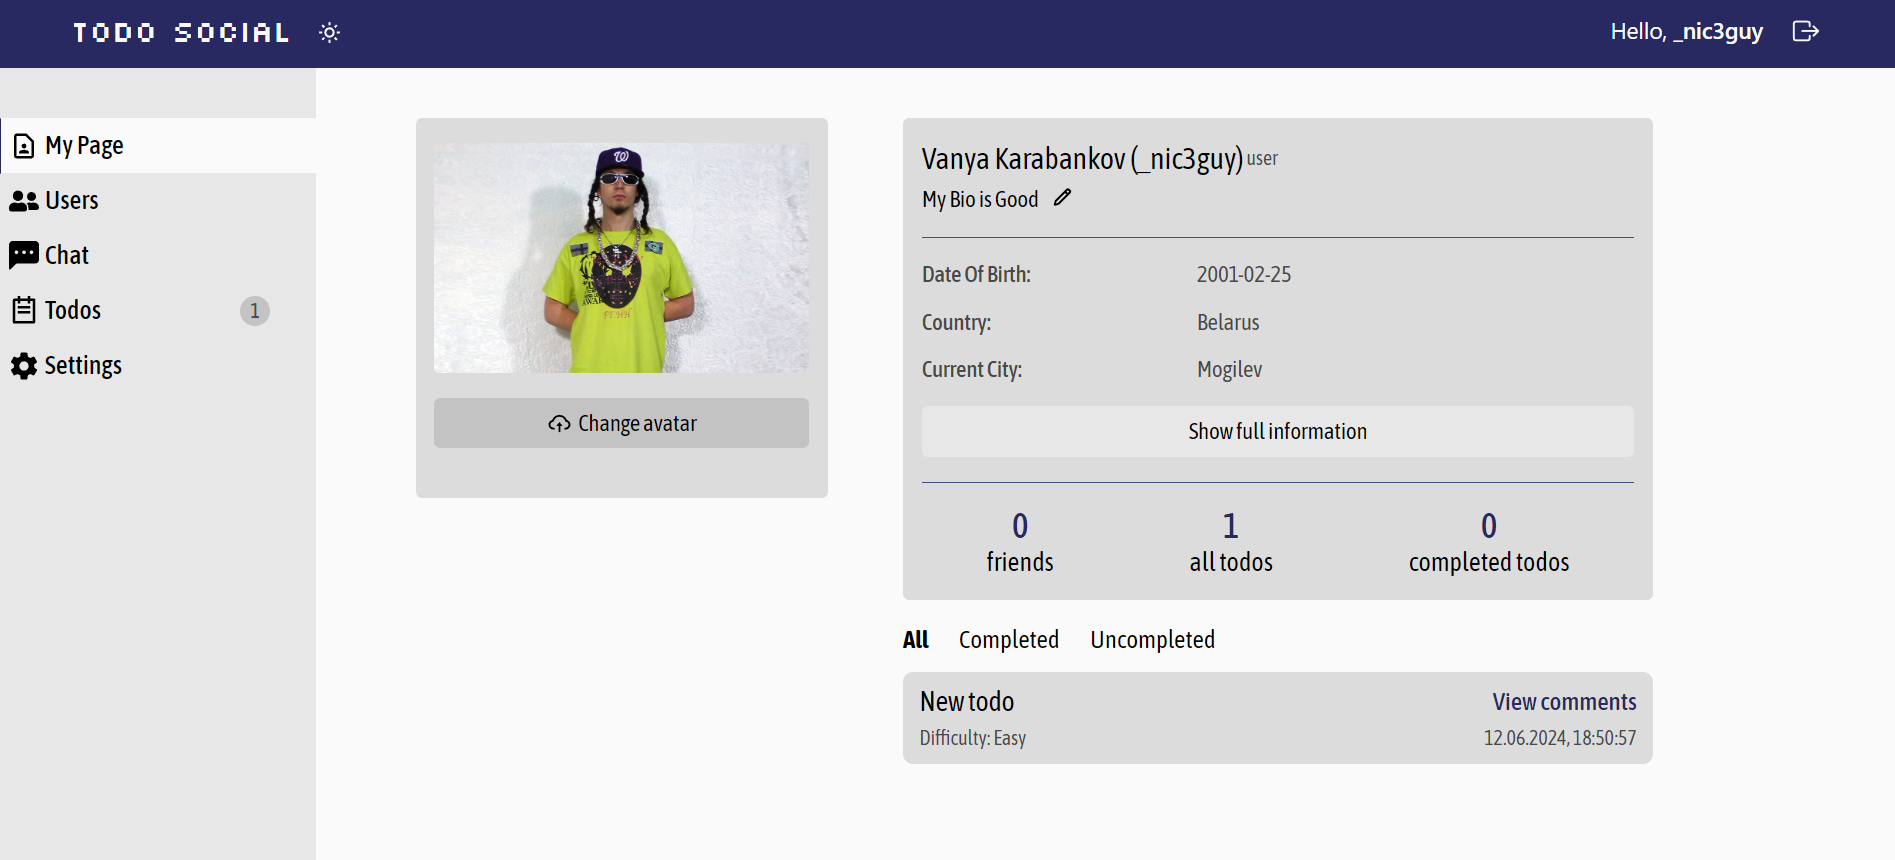 TODO SOCIAL
Hello, _nic3guy
My Page
Users
Chat
Todos 1
Settings
W
Change avatar
Vanya Karabankov (_nic3guy) user
My Bio is Good
Date Of Birth: 2001-02-25
Country: Belarus
Current City: Mogilev
Show full information
0 1 0
friends all todos completed todos
All Completed Uncompleted
New todo View comments
Difficulty: Easy 12.06.2024, 18:50:57